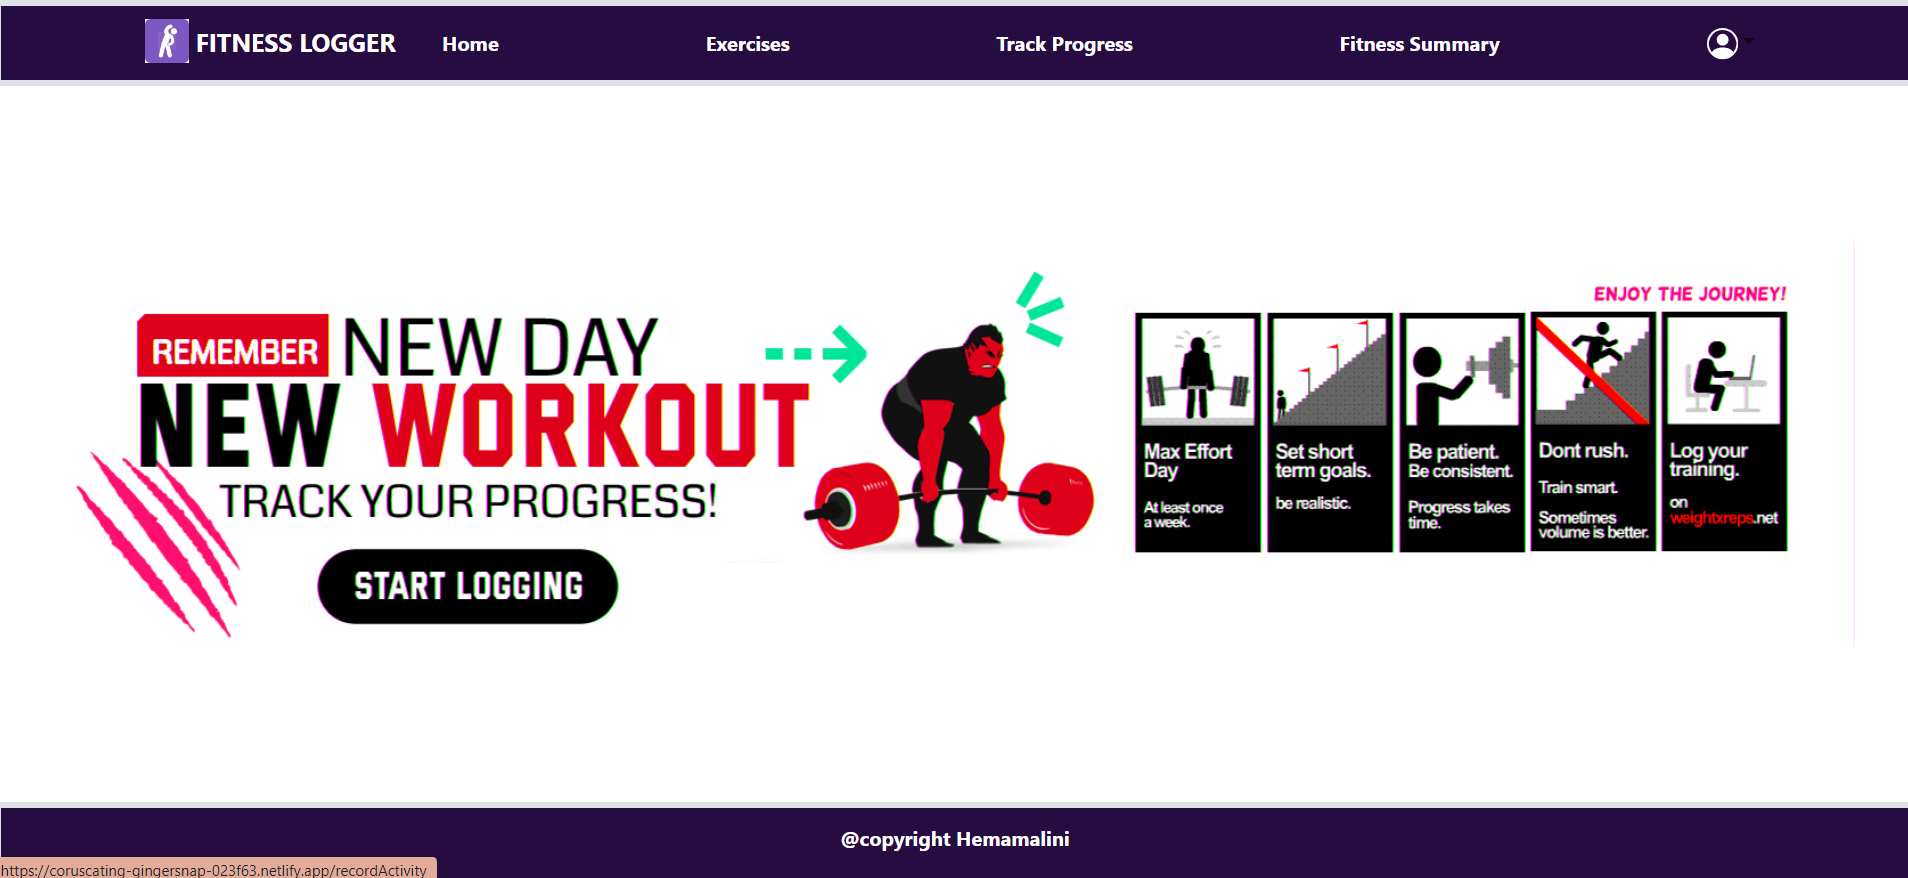 FITNESS LOGGER
Home
Exercises
Track Progress
Fitness Summary
REMEMBER NEW DAY
NEW WORKOUT
TRACK YOUR PROGRESS!
START LOGGING
ENJOY THE JOURNEY!
Max Effort
Day
At least once
a week.
Set short
term goals.
be realistic.
Be patient.
Be consistent.
Progress takes
time.
Dont rush.
Train smart.
Sometimes
volume is better.
Log your
training.
on
weightxreps.net
@copyright Hemamalini
https://coruscating-gingersnap-023f63.netlify.app/recordActivity